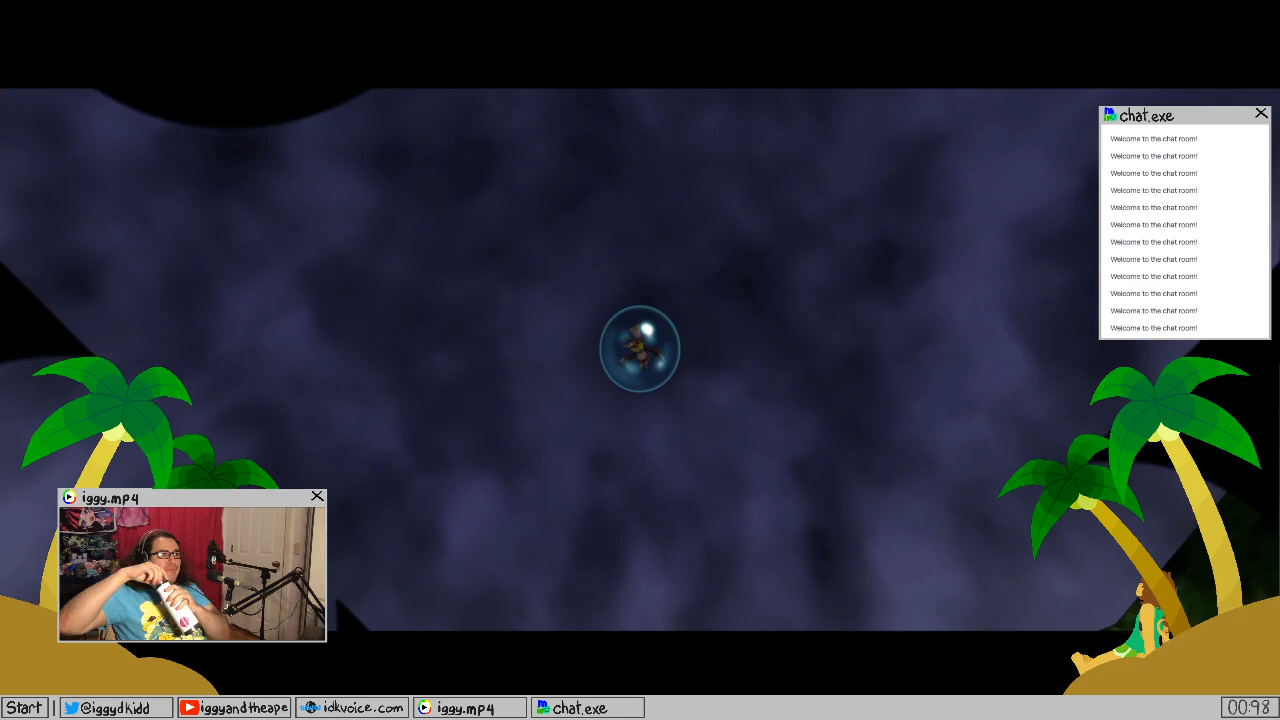 chat.exe
Welcome to the chat room!
Welcome to the chat room!
Welcome to the chat room!
Welcome to the chat room!
Welcome to the chat room!
Welcome to the chat room!
Welcome to the chat room!
Welcome to the chat room!
Welcome to the chat room!
Welcome to the chat room!
Welcome to the chat room!
Welcome to the chat room!
iggy.mp4
Start | @iggydkidd iggyandtheape www idkvoice.com iggy.mp4 chat.exe 00:98